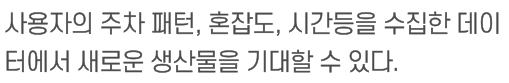 사용자의 주차 패턴, 혼잡도, 시간등을 수집한 데이
터에서 새로운 생산물을 기대할 수 있다.